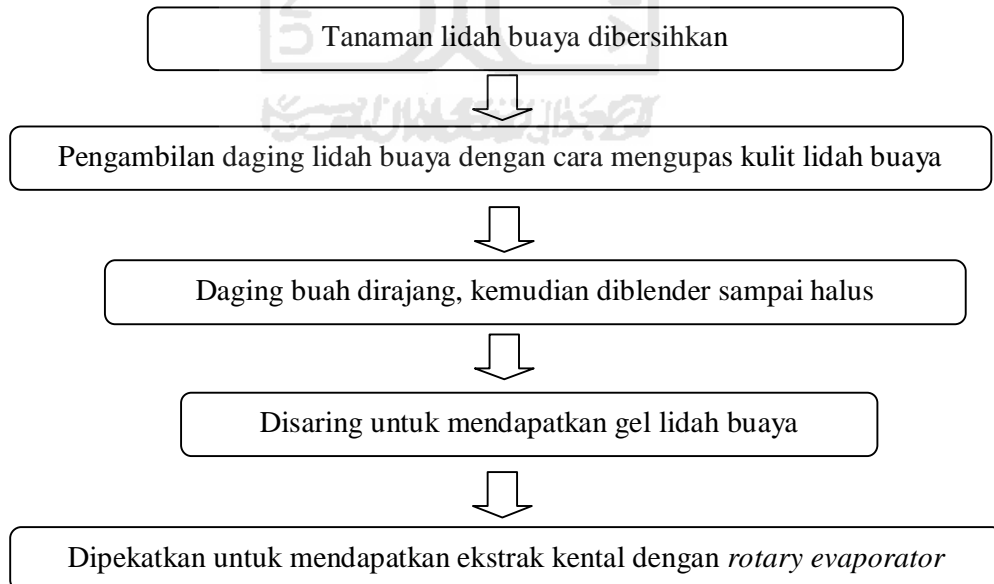 Tanaman lidah buaya dibersihkan
Pengambilan daging lidah buaya dengan cara mengupas kulit lidah buaya
Daging buah dirajang, kemudian diblender sampai halus
Disaring untuk mendapatkan gel lidah buaya
Dipekatkan untuk mendapatkan ekstrak kental dengan rotary evaporator